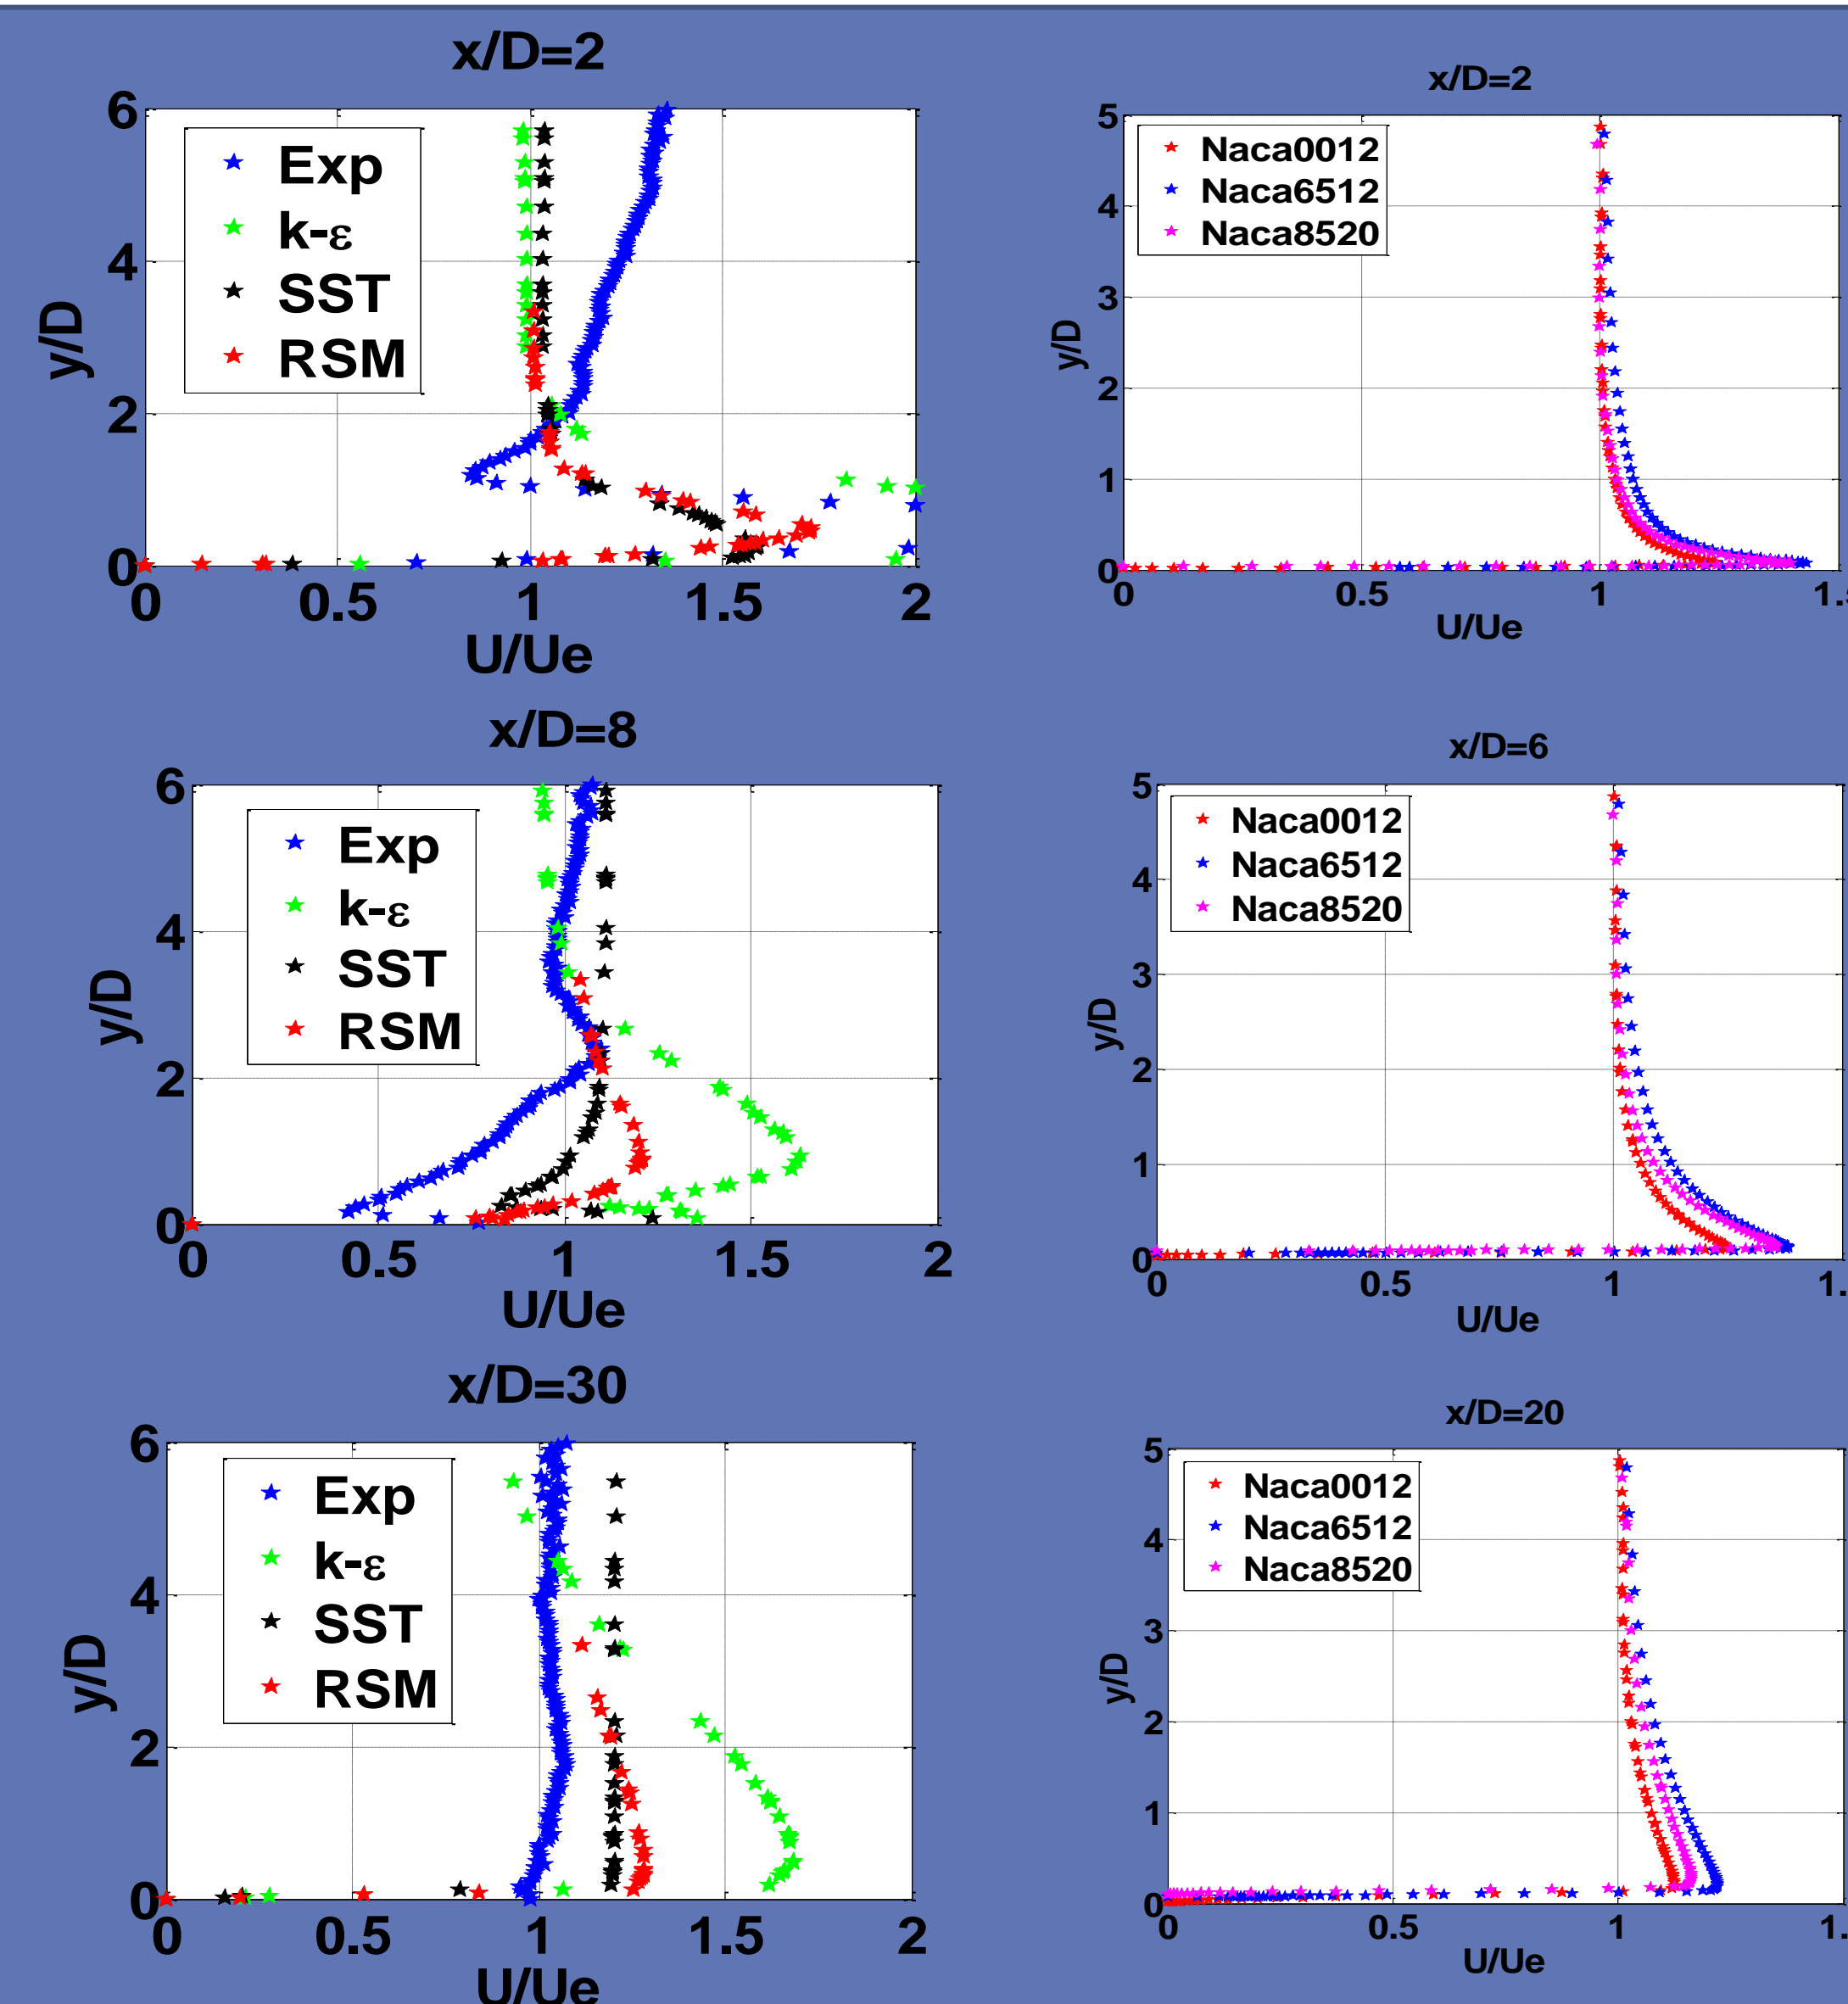 x/D=2
6
4
2
0
y/D
Exp
k-ε
SST
RSM
0 0.5 1 1.5 2
U/Ue
x/D=2
5
4
3
2
1
0
y/D
Naca0012
Naca6512
Naca8520
0 0.5 1
U/Ue
x/D=8
6
4
2
0
y/D
Exp
k-ε
SST
RSM
0 0.5 1 1.5 2
U/Ue
x/D=6
5
4
3
2
1
0
y/D
Naca0012
Naca6512
Naca8520
0 0.5 1 1.
U/Ue
x/D=30
6
4
2
0
y/D
Exp
k-ε
SST
RSM
0 0.5 1 1.5 2
U/Ue
x/D=20
5
4
3
2
1
0
y/D
Naca0012
Naca6512
Naca8520
0 0.5 1 1.
U/Ue